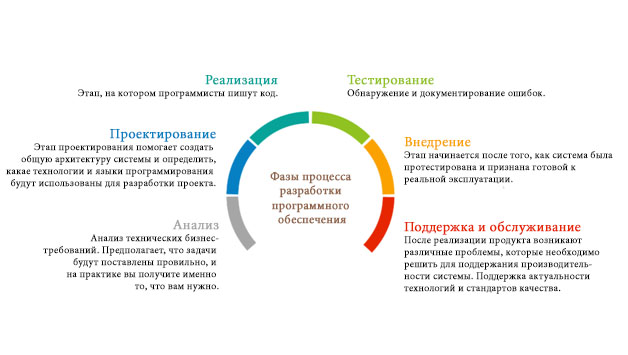 Реализация
Этап, на котором программисты пишут код.
Тестирование
Обнаружение и документирование ошибок.
Проектирование
Этап проектирования помогает создать
общую архитектуру системы и определить,
какае технологии и языки программирования
будут использованы для разработки проекта.
Внедрение
Этап начинается после того, как система была
протестирована и признана готовой к
реальной эксплуатации.
Фазы процесса
разработки
программного
обеспечения
Анализ
Анализ технических бизнес-
требований. Предполагает, что задачи
будут поставлены провильно, и
на практике вы получите именно
то, что вам нужно.
Поддержка и обслуживание
После реализации продукта возникают
различные проблемы, которые необходимо
решить для поддержания производитель-
ности системы. Поддержка актуальности
технологий и стандартов качества.